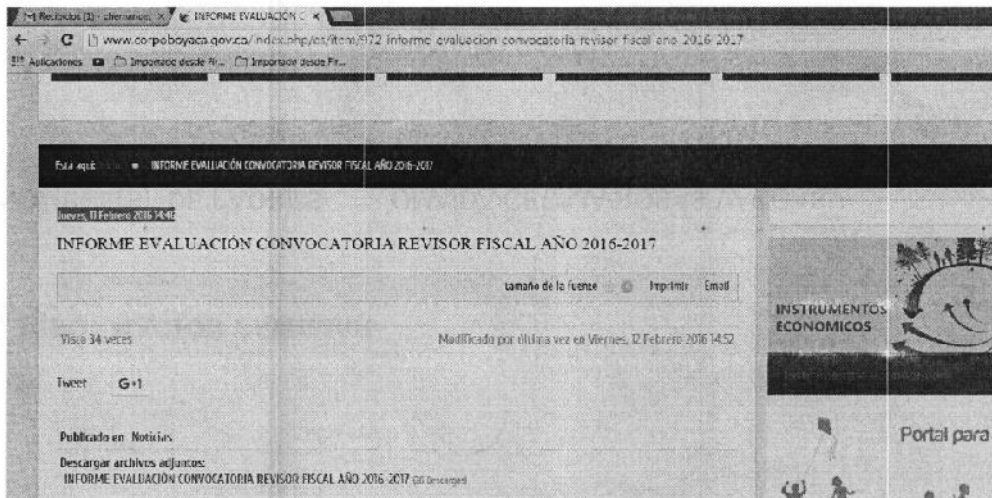 Recibidos (1) - chernandez
INFORME EVALUACIÓN C
www.corpoboyaca.gov.co/index.php/es/item/972-informe-evaluacion-convocatoria-revisor-fiscal-ano-2016-2017
Aplicaciones Importado desde Fir... Importado desde Fir...
Esta aquí: INFORME EVALUACIÓN CONVOCATORIA REVISOR FISCAL AÑO 2016-2017
Jueves, 11 Febrero 2016 14:46
INFORME EVALUACIÓN CONVOCATORIA REVISOR FISCAL AÑO 2016-2017
tamaño de la fuente Imprimir Email
Visto 34 veces
Modificado por última vez en Viernes, 12 Febrero 2016 14:52
Tweet G+1
Publicado en Noticias
Descargar archivos adjuntos:
INFORME EVALUACIÓN CONVOCATORIA REVISOR FISCAL AÑO 2016-2017
INSTRUMENTOS
ECONOMICOS
Portal para